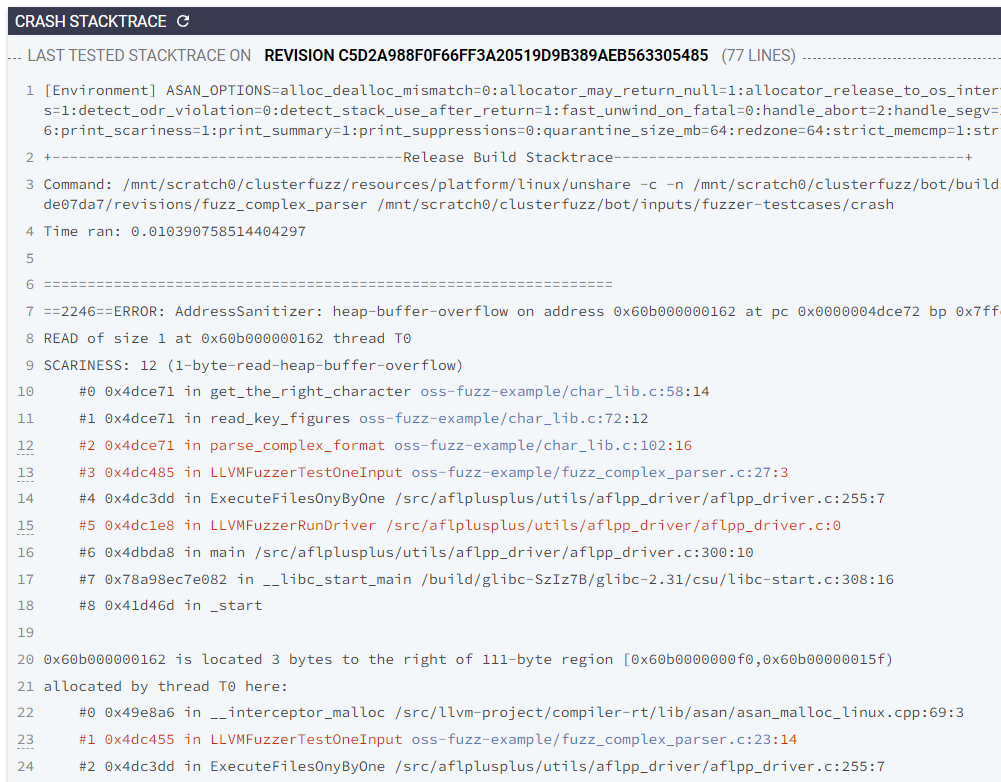 CRASH STACKTRACE
LAST TESTED STACKTRACE ON REVISION C5D2A988F0F66FF3A20519D9B389AEB563305485 (77 LINES)
1 [Environment] ASAN_OPTIONS=alloc_dealloc_mismatch=0:allocator_may_return_null=1:allocator_release_to_os_inter
s=1:detect_odr_violation=0:detect_stack_use_after_return=1:fast_unwind_on_fatal=0:handle_abort=2:handle_segv=
6:print_scariness=1:print_summary=1:print_suppressions=0:quarantine_size_mb=64:redzone=64:strict_memcmp=1:stri
2 +----------------------------------------Release Build Stacktrace----------------------------------------+
3 Command: /mnt/scratch0/clusterfuzz/resources/platform/linux/unshare -c -n /mnt/scratch0/clusterfuzz/bot/build
de07da7/revisions/fuzz_complex_parser /mnt/scratch0/clusterfuzz/bot/inputs/fuzzer-testcases/crash
4 Time ran: 0.010390758514404297
5
6 =================================================================
7 ==2246==ERROR: AddressSanitizer: heap-buffer-overflow on address 0x60b000000162 at pc 0x0000004dce72 bp 0x7ff
8 READ of size 1 at 0x60b000000162 thread T0
9 SCARINESS: 12 (1-byte-read-heap-buffer-overflow)
10 #0 0x4dce71 in get_the_right_character oss-fuzz-example/char_lib.c:58:14
11 #1 0x4dce71 in read_key_figures oss-fuzz-example/char_lib.c:72:12
12 #2 0x4dce71 in parse_complex_format oss-fuzz-example/char_lib.c:102:16
13 #3 0x4dc485 in LLVMFuzzerTestOneInput oss-fuzz-example/fuzz_complex_parser.c:27:3
14 #4 0x4dc3dd in ExecuteFilesOnyByOne /src/aflplusplus/utils/aflpp_driver/aflpp_driver.c:255:7
15 #5 0x4dc1e8 in LLVMFuzzerRunDriver /src/aflplusplus/utils/aflpp_driver/aflpp_driver.c:0
16 #6 0x4dbda8 in main /src/aflplusplus/utils/aflpp_driver/aflpp_driver.c:300:10
17 #7 0x78a98ec7e082 in __libc_start_main /build/glibc-SzIz7B/glibc-2.31/csu/libc-start.c:308:16
18 #8 0x41d46d in _start
19
20 0x60b000000162 is located 3 bytes to the right of 111-byte region [0x60b0000000f0,0x60b00000015f)
21 allocated by thread T0 here:
22 #0 0x49e8a6 in __interceptor_malloc /src/llvm-project/compiler-rt/lib/asan/asan_malloc_linux.cpp:69:3
23 #1 0x4dc455 in LLVMFuzzerTestOneInput oss-fuzz-example/fuzz_complex_parser.c:23:14
24 #2 0x4dc3dd in ExecuteFilesOnyByOne /src/aflplusplus/utils/aflpp_driver/aflpp_driver.c:255:7